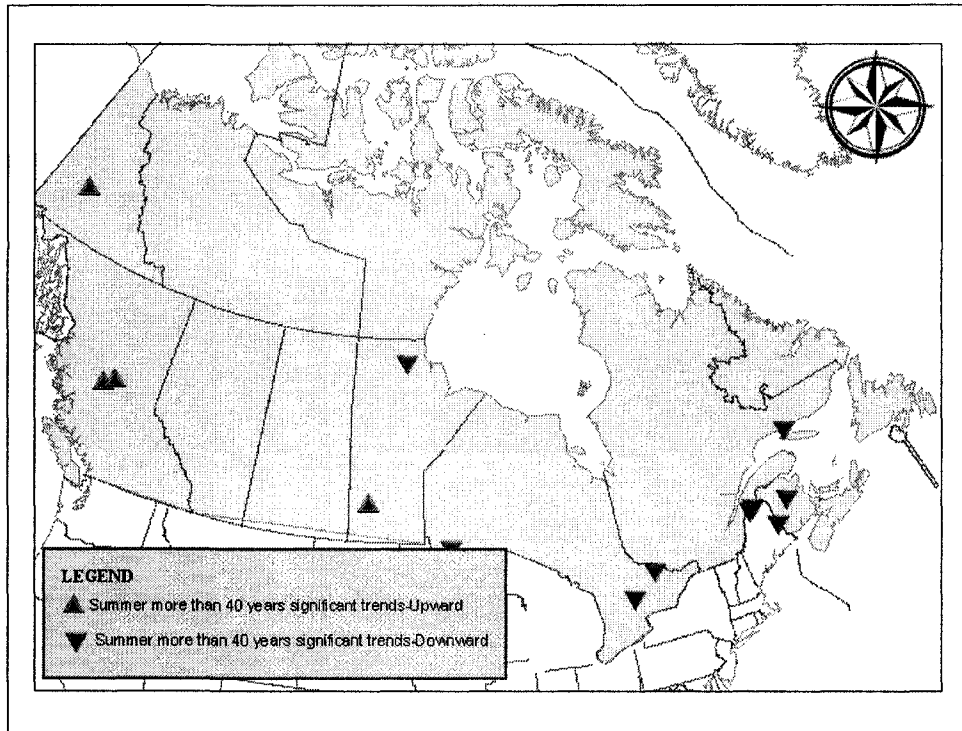 LEGEND
Summer more than 40 years significant trends-Upward
Summer more than 40 years significant trends-Downward